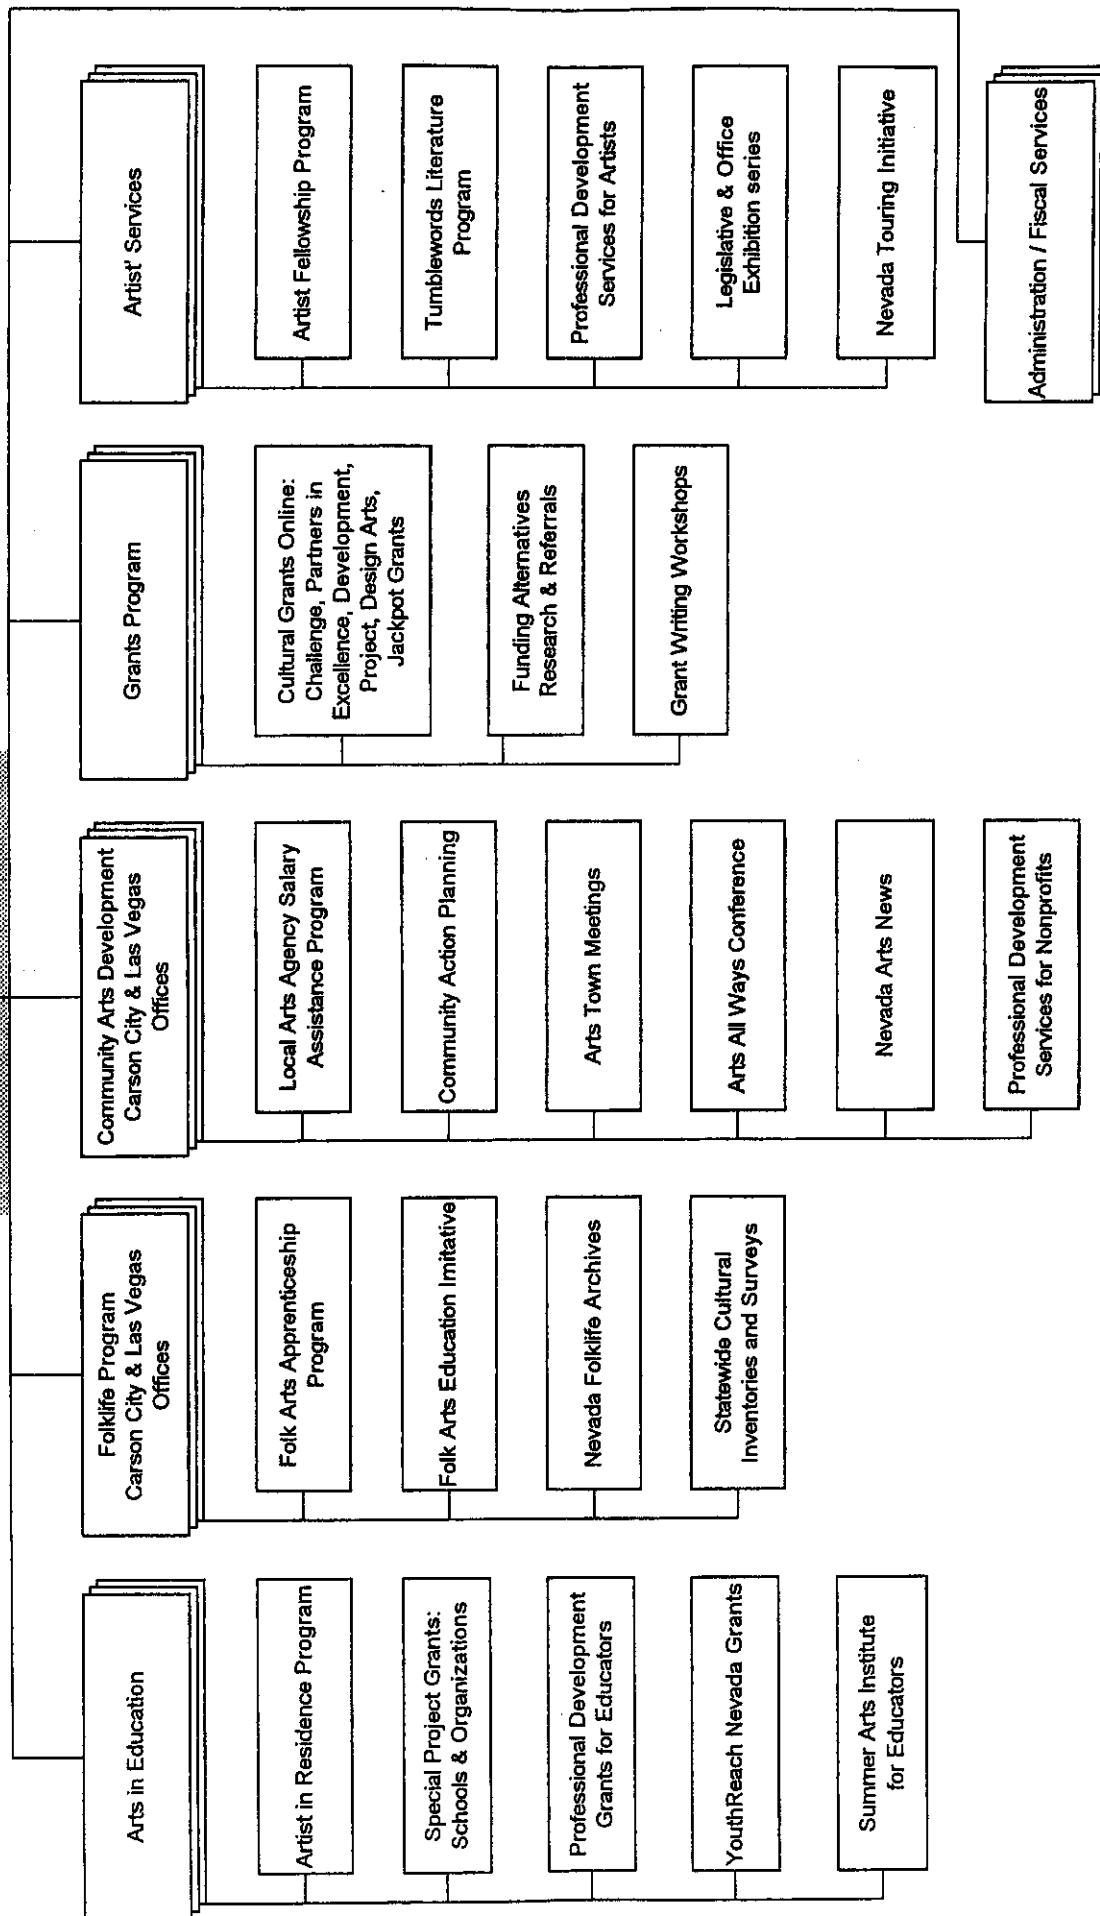 Arts in Education
Artist in Residence Program
Special Project Grants:
Schools & Organizations
Professional Development
Grants for Educators
YouthReach Nevada Grants
Summer Arts Institute
for Educators
Folklife Program
Carson City & Las Vegas
Offices
Folk Arts Apprenticeship
Program
Folk Arts Education Imitative
Nevada Folklife Archives
Statewide Cultural
Inventories and Surveys
Community Arts Development
Carson City & Las Vegas
Offices
Local Arts Agency Salary
Assistance Program
Community Action Planning
Arts Town Meetings
Arts All Ways Conference
Nevada Arts News
Professional Development
Services for Nonprofits
Grants Program
Cultural Grants Online:
Challenge, Partners in
Excellence, Development,
Project, Design Arts,
Jackpot Grants
Funding Alternatives
Research & Referrals
Grant Writing Workshops
Artist' Services
Artist Fellowship Program
Tumblewords Literature
Program
Professional Development
Services for Artists
Legislative & Office
Exhibition series
Nevada Touring Initiative
Administration / Fiscal Services